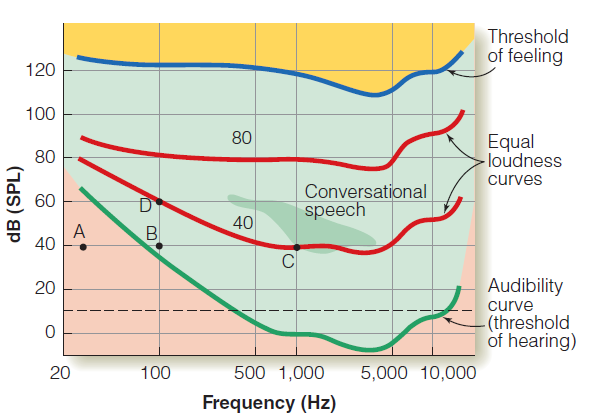 Threshold
of feeling
120
100
80
Equal
loudness
curves
80
Conversational
speech
60
D
40
A
B
40
C
20
Audibility
curve
(threshold
of hearing)
0
dB (SPL)
20 100 500 1,000 5,000 10,000
Frequency (Hz)